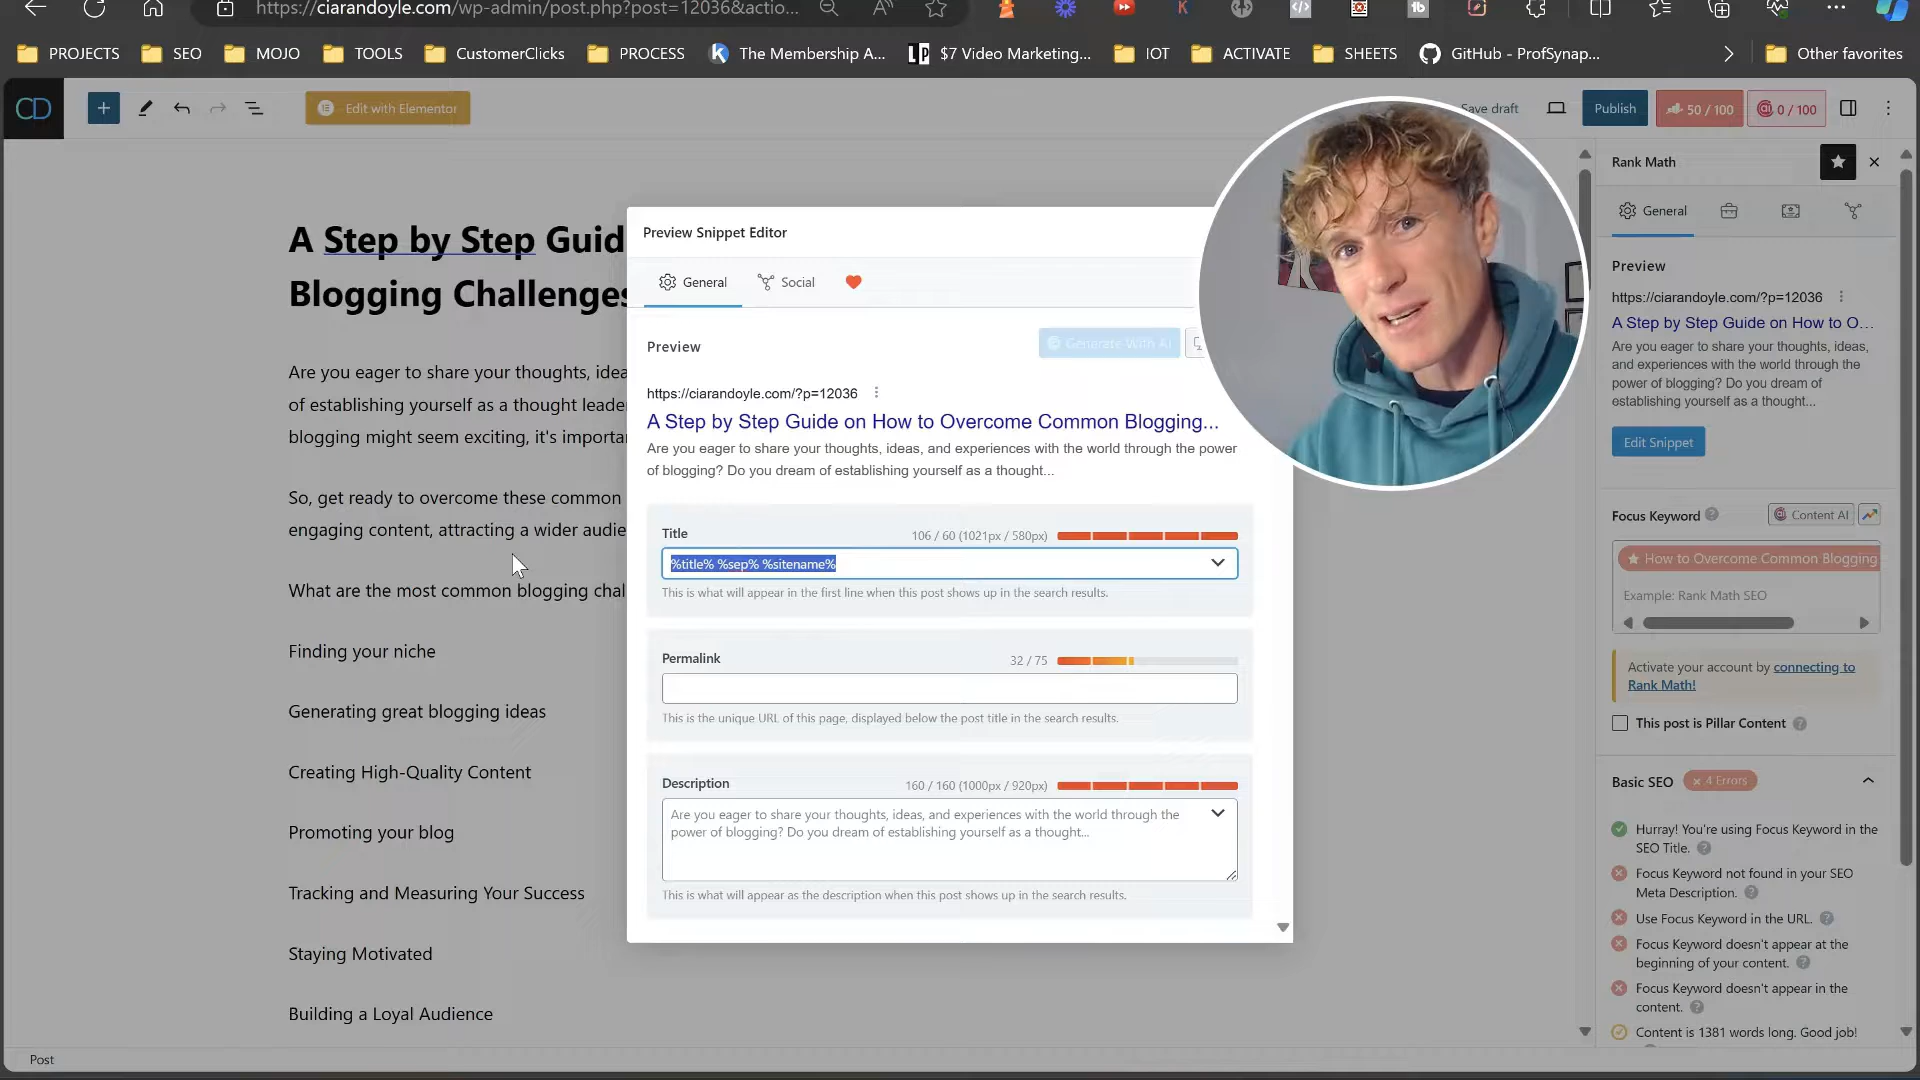 https://ciarandoyle.com/wp-admin/post.php?post=12036&actio...
PROJECTS
SEO
MOJO
TOOLS
CustomerClicks
PROCESS
The Membership A...
$7 Video Marketing...
IOT
ACTIVATE
SHEETS
GitHub - ProfSynap...
Other favorites
CD
Edit with Elementor
Save draft
Publish
50 / 100
0 / 100
A Step by Step Guid
Blogging Challenges
Are you eager to share your thoughts, idea
of establishing yourself as a thought leade
blogging might seem exciting, it's importa
So, get ready to overcome these common
engaging content, attracting a wider audie
What are the most common blogging chal
Finding your niche
Generating great blogging ideas
Creating High-Quality Content
Promoting your blog
Tracking and Measuring Your Success
Staying Motivated
Building a Loyal Audience
Post
Preview Snippet Editor
General
Social
Preview
Generate With AI
https://ciarandoyle.com/?p=12036
A Step by Step Guide on How to Overcome Common Blogging...
Are you eager to share your thoughts, ideas, and experiences with the world through the power
of blogging? Do you dream of establishing yourself as a thought...
Title
106 / 60 (1021px / 580px)
%title% %sep% %sitename%
This is what will appear in the first line when this post shows up in the search results.
Permalink
32 / 75
This is the unique URL of this page, displayed below the post title in the search results.
Description
160 / 160 (1000px / 920px)
Are you eager to share your thoughts, ideas, and experiences with the world through the
power of blogging? Do you dream of establishing yourself as a thought...
This is what will appear as the description when this post shows up in the search results.
Rank Math
General
Preview
https://ciarandoyle.com/?p=12036
A Step by Step Guide on How to O...
Are you eager to share your thoughts, ideas,
and experiences with the world through the
power of blogging? Do you dream of
establishing yourself as a thought...
Edit Snippet
Focus Keyword
Content AI
How to Overcome Common Blogging
Example: Rank Math SEO
Activate your account by connecting to
Rank Math!
This post is Pillar Content
Basic SEO
× 4 Errors
Hurray! You're using Focus Keyword in the
SEO Title.
Focus Keyword not found in your SEO
Meta Description.
Use Focus Keyword in the URL.
Focus Keyword doesn't appear at the
beginning of your content.
Focus Keyword doesn't appear in the
content.
Content is 1381 words long. Good job!